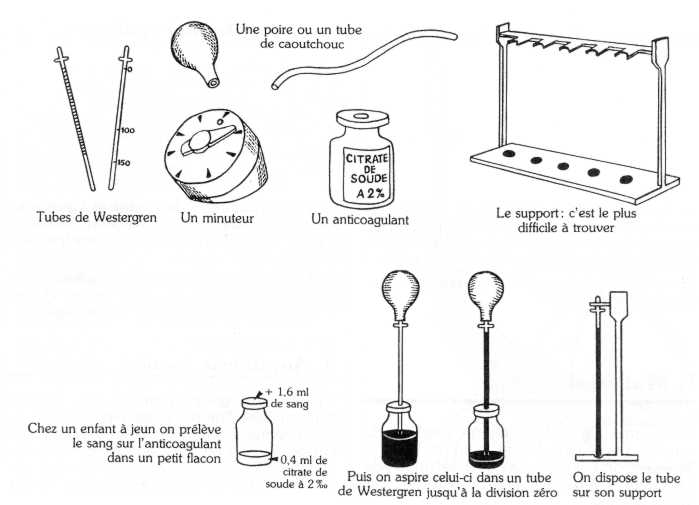 Une poire ou un tube
de caoutchouc
0
100
150
CITRATE
DE
SOUDE
A 2‰
Tubes de Westergren
Un minuteur
Un anticoagulant
Le support : c'est le plus
difficile à trouver
+ 1,6 ml
de sang
Chez un enfant à jeun on prélève
le sang sur l'anticoagulant
dans un petit flacon
0,4 ml de
citrate de
soude à 2‰
Puis on aspire celui-ci dans un tube
de Westergren jusqu'à la division zéro
On dispose le tube
sur son support